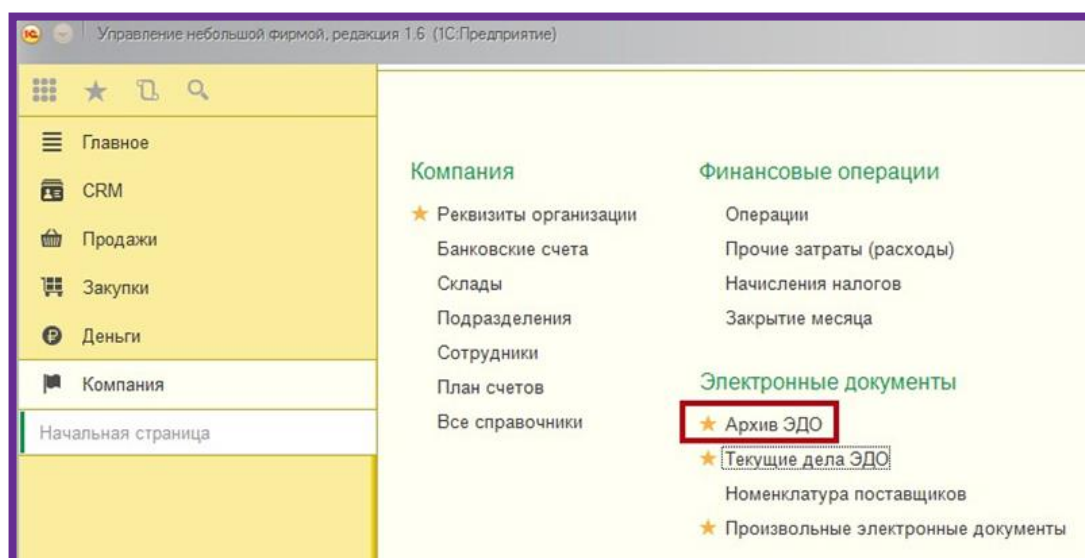 1С Управление небольшой фирмой, редакция 1.6 (1С:Предприятие)
Главное
CRM
Продажи
Закупки
Деньги
Компания
Начальная страница
Компания
Реквизиты организации
Банковские счета
Склады
Подразделения
Сотрудники
План счетов
Все справочники
Финансовые операции
Операции
Прочие затраты (расходы)
Начисления налогов
Закрытие месяца
Электронные документы
Архив ЭДО
Текущие дела ЭДО
Номенклатура поставщиков
Произвольные электронные документы